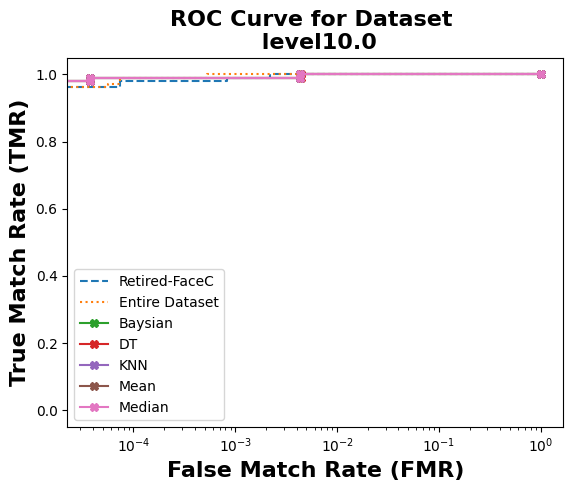 ROC Curve for Dataset
level10.0
True Match Rate (TMR)
1.0
0.8
0.6
0.4
0.2
0.0
Retired-FaceC
Entire Dataset
Baysian
DT
KNN
Mean
Median
10⁻⁴
10⁻³
10⁻²
10⁻¹
10⁰
False Match Rate (FMR)